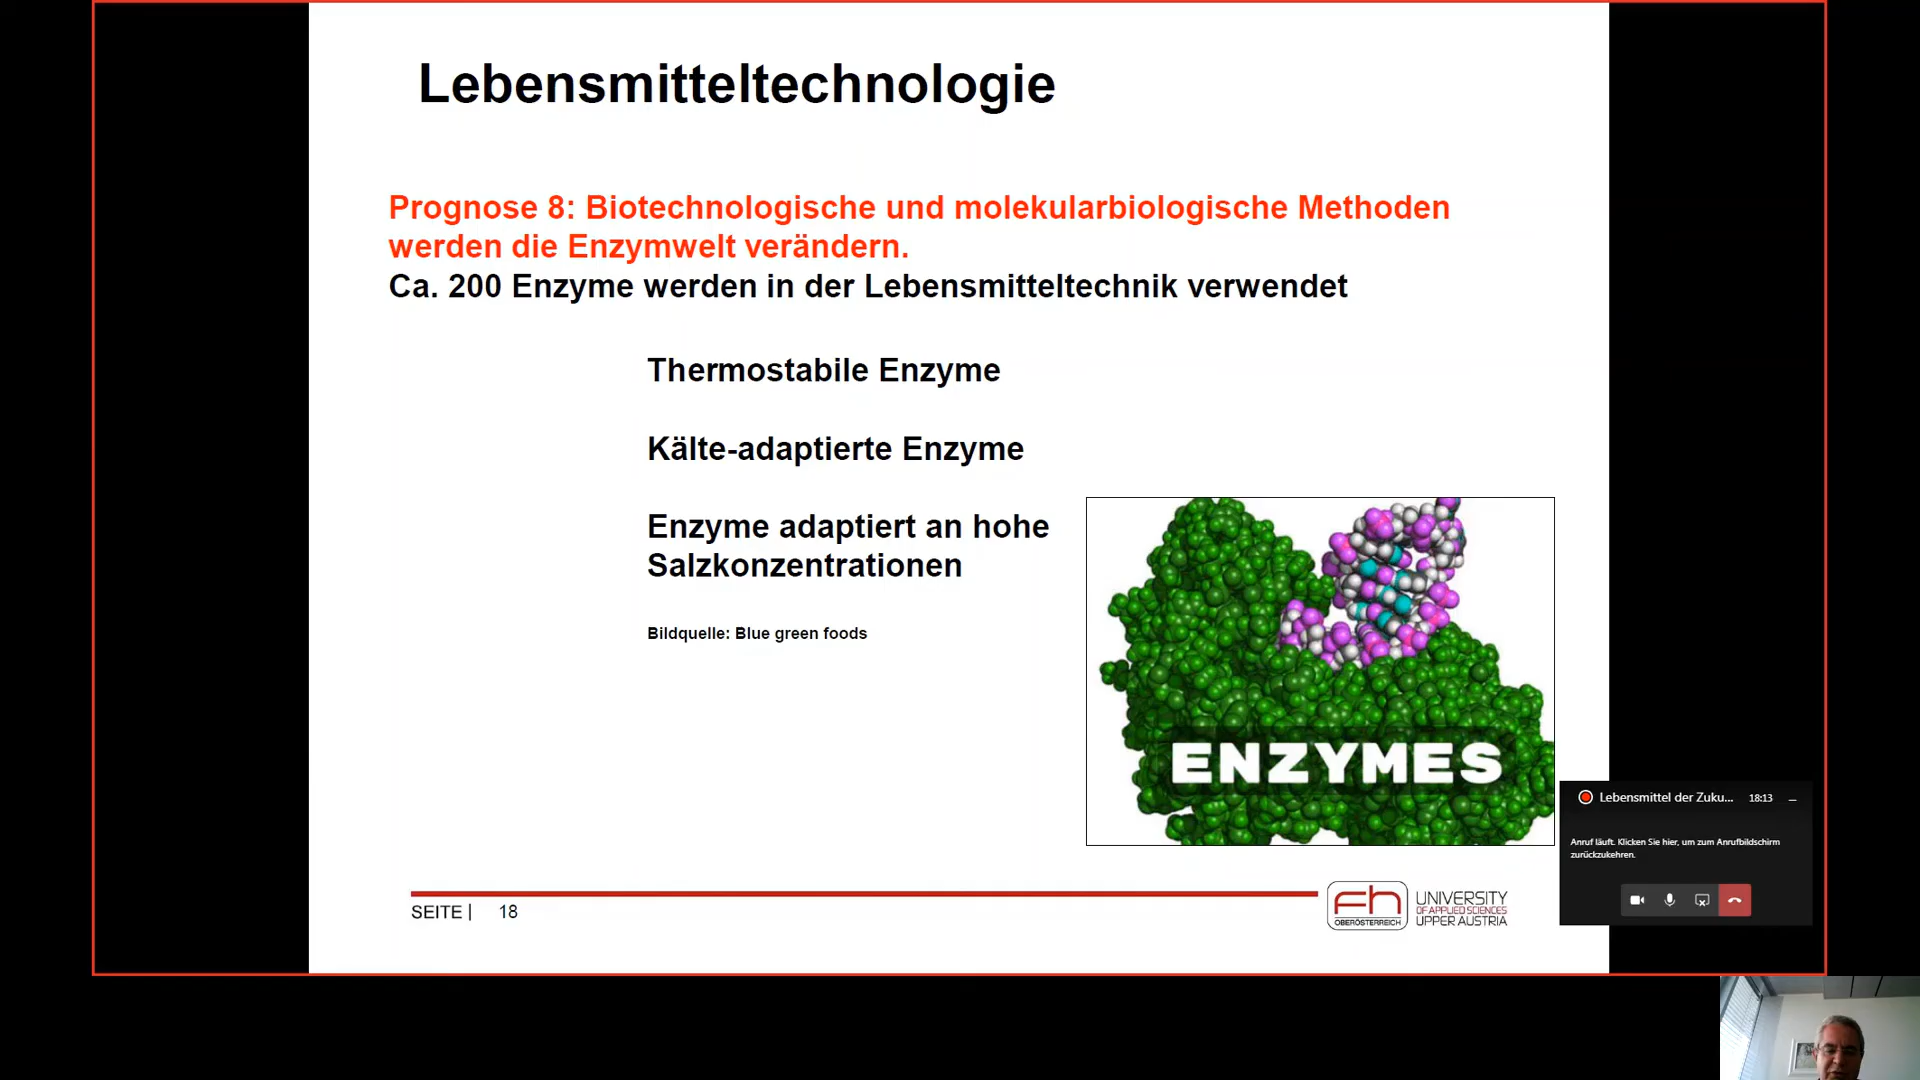 Lebensmitteltechnologie
Prognose 8: Biotechnologische und molekularbiologische Methoden
werden die Enzymwelt verändern.
Ca. 200 Enzyme werden in der Lebensmitteltechnik verwendet
Thermostabile Enzyme
Kälte-adaptierte Enzyme
Enzyme adaptiert an hohe
Salzkonzentrationen
Bildquelle: Blue green foods
ENZYMES
SEITE | 18
fh
OBERÖSTERREICH
UNIVERSITY
OF APPLIED SCIENCES
UPPER AUSTRIA
Lebensmittel der Zuku... 18:13
Anruf läuft. Klicken Sie hier, um zum Anrufbildschirm
zurückzukehren.